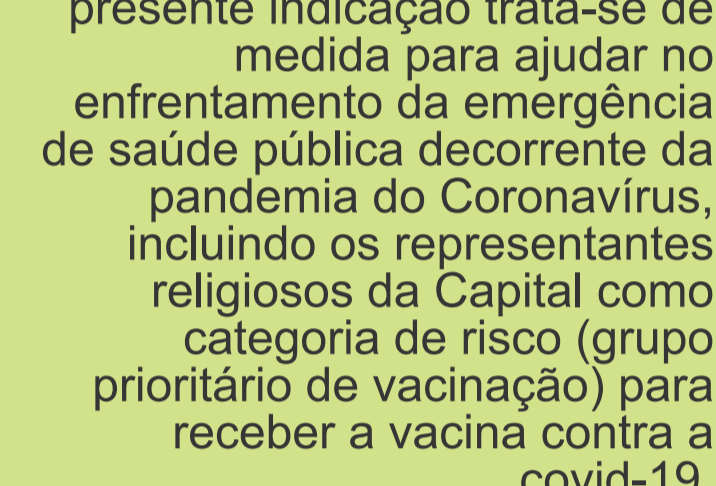 presente indicação trata-se de
medida para ajudar no
enfrentamento da emergência
de saúde pública decorrente da
pandemia do Coronavírus,
incluindo os representantes
religiosos da Capital como
categoria de risco (grupo
prioritário de vacinação) para
receber a vacina contra a
covid-19.